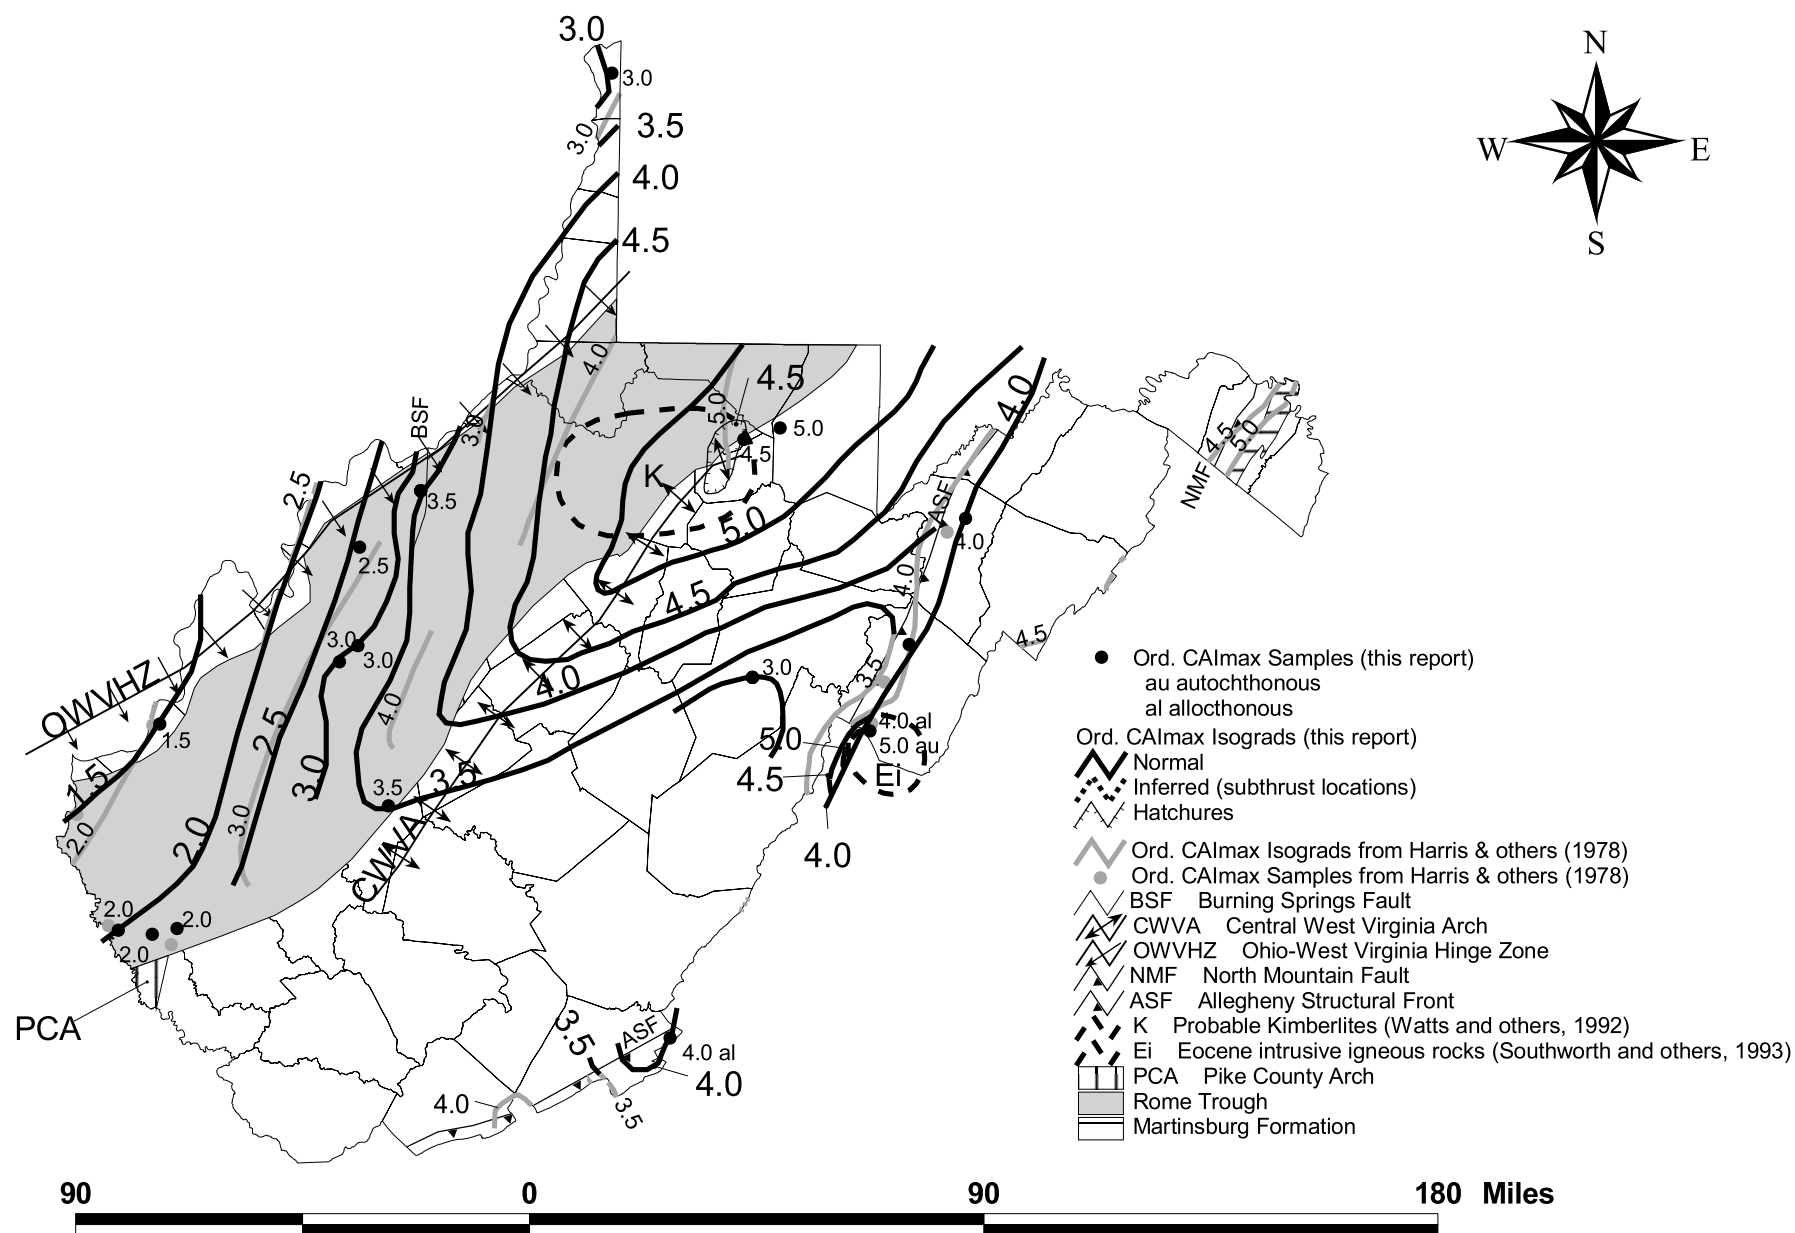 3.0
N
3.0
3.5
3.0
W
E
4.0
4.5
S
4.0
4.5
4.0
BSF
3.0
5.0
5.0
4.5
4.5
5.0
NMF
2.5
3.5
K
5.0
ASF
4.0
2.5
4.0
4.5
3.0
3.0
4.5
OWVHZ
4.0
3.0
3.5
4.0
1.5
2.5
4.0 al
5.0
5.0 au
4.5
Ei
3.5
3.0
3.5
1.5
2.0
3.0
2.0
4.0
CWVA
2.0
2.0
2.0
PCA
3.5
ASF
4.0 al
4.0
4.0
3.5
Ord. CAImax Samples (this report)
au autochthonous
al allocthonous
Ord. CAImax Isograds (this report)
Normal
Inferred (subthrust locations)
Hatchures
Ord. CAImax Isograds from Harris & others (1978)
Ord. CAImax Samples from Harris & others (1978)
BSF Burning Springs Fault
CWVA Central West Virginia Arch
OWVHZ Ohio-West Virginia Hinge Zone
NMF North Mountain Fault
ASF Allegheny Structural Front
K Probable Kimberlites (Watts and others, 1992)
Ei Eocene intrusive igneous rocks (Southworth and others, 1993)
PCA Pike County Arch
Rome Trough
Martinsburg Formation
90 0 90 180 Miles